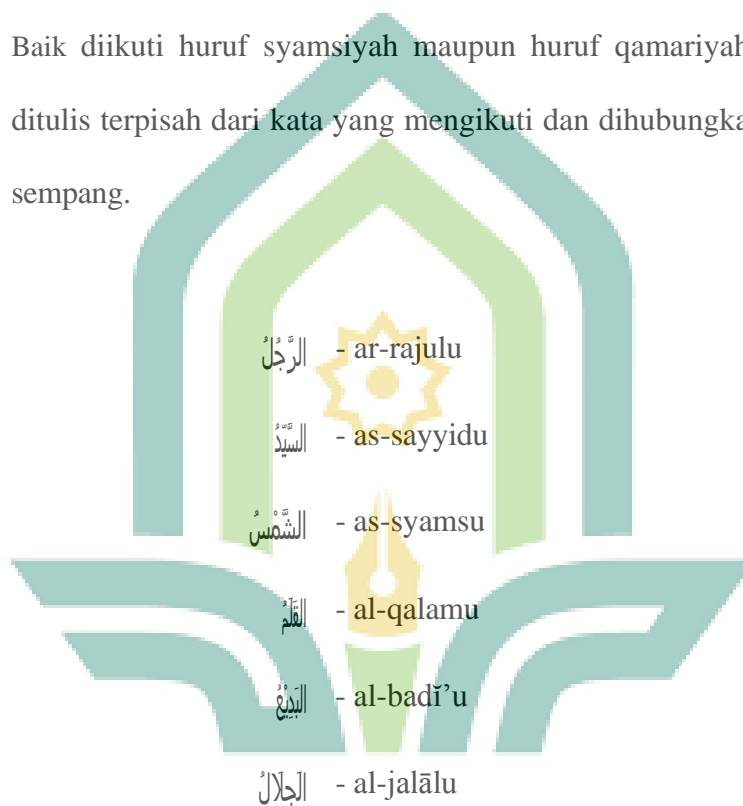 Baik diikuti huruf syamsiyah maupun huruf qamariyah
ditulis terpisah dari kata yang mengikuti dan dihubungka
sempang.
الرَّجُلُ - ar-rajulu
السَّيِّدُ - as-sayyidu
الشَّمْسُ - as-syamsu
القَلَمُ - al-qalamu
البَدِيْعُ - al-badī’u
الجَلاَلُ - al-jalālu